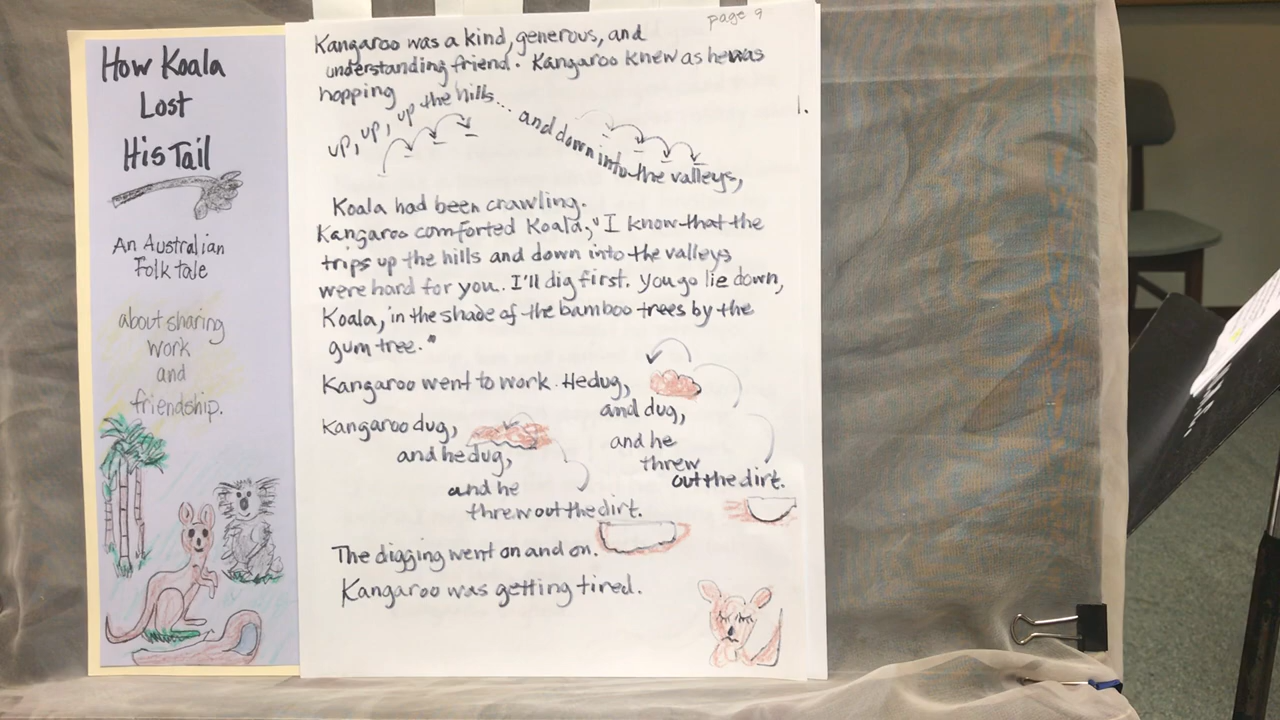 How Koala
Lost
His Tail
An Australian
Folk tale
about sharing
work
and
friendship.
page 9
Kangaroo was a kind, generous, and
understanding friend. Kangaroo knew as he was
hopping
up, up, up the hills...
and down into the valleys,
Koala had been crawling.
Kangaroo comforted Koala, "I know that the
trips up the hills and down into the valleys
were hard for you. I'll dig first. You go lie down,
Koala, in the shade of the bamboo trees by the
gum tree."
Kangaroo went to work. He dug,
and dug,
and he
threw
out the dirt.
Kangaroo dug,
and he dug,
and he
threw out the dirt.
The digging went on and on.
Kangaroo was getting tired.